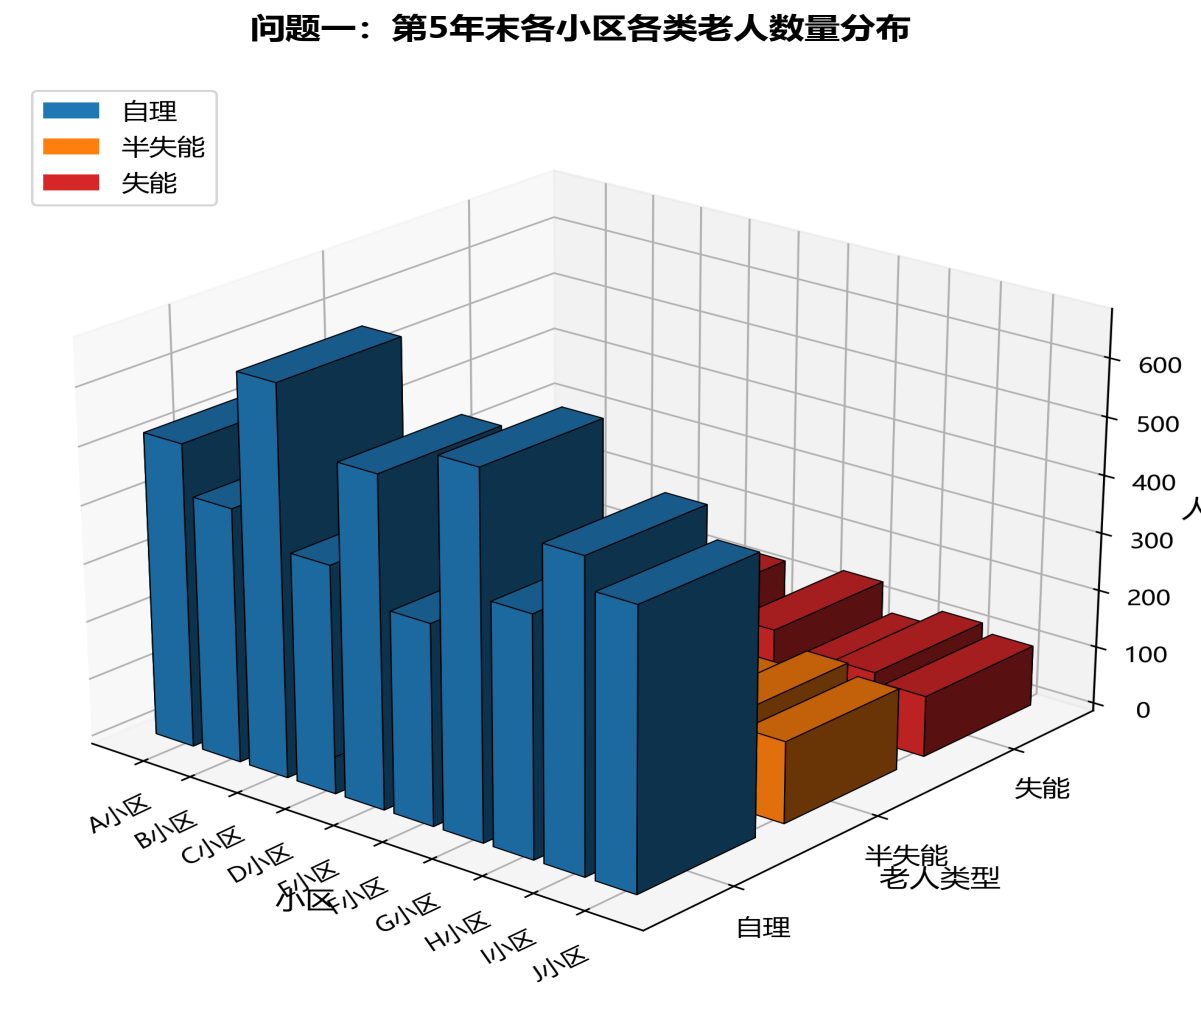 问题一：第5年末各小区各类老人数量分布
自理
半失能
失能
600
500
400
人
300
200
100
0
A小区
B小区
C小区
D小区
E小区
F小区
G小区
H小区
I小区
J小区
小区
自理
半失能
失能
老人类型